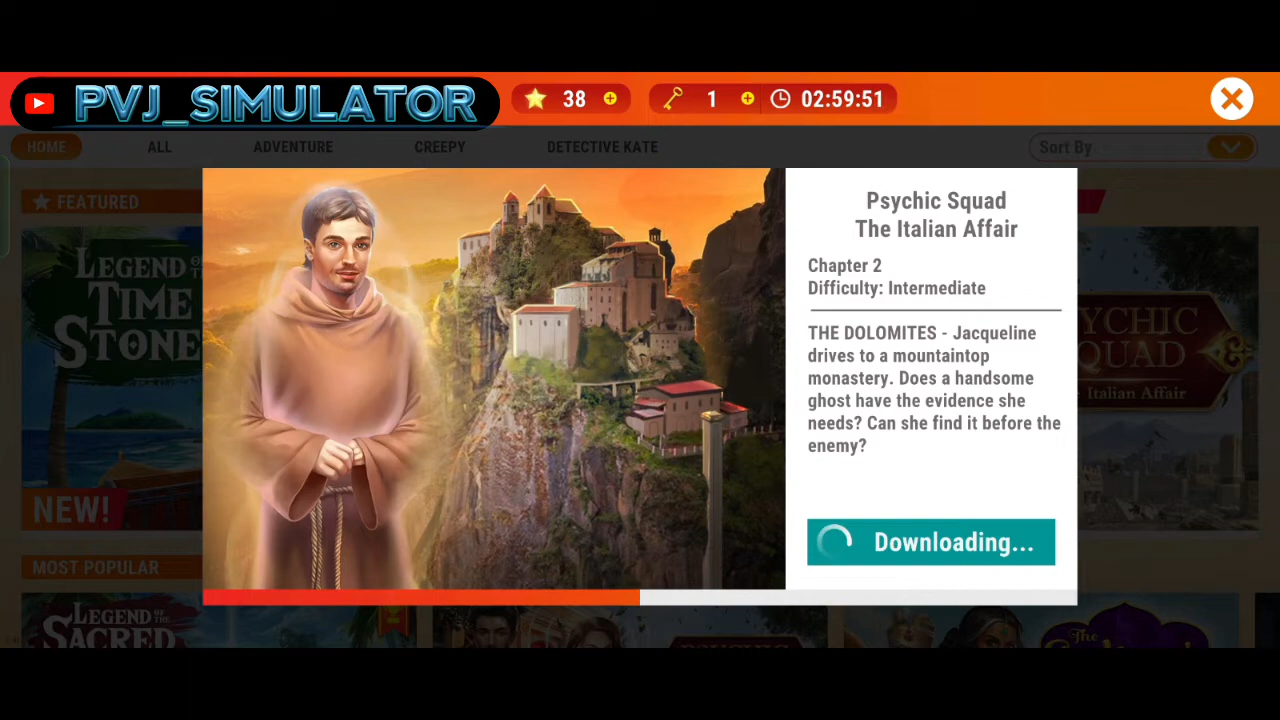 PVJ_SIMULATOR
38
1
02:59:51
HOME
ALL
ADVENTURE
CREEPY
DETECTIVE KATE
Sort By
FEATURED
LEGEND OF
TIME
STONE
NEW!
Psychic Squad
The Italian Affair
Chapter 2
Difficulty: Intermediate
THE DOLOMITES - Jacqueline
drives to a mountaintop
monastery. Does a handsome
ghost have the evidence she
needs? Can she find it before the
enemy?
Downloading...
YCHIC
QUAD
Italian Affair
MOST POPULAR
LEGEND OF THE
SACRED
The